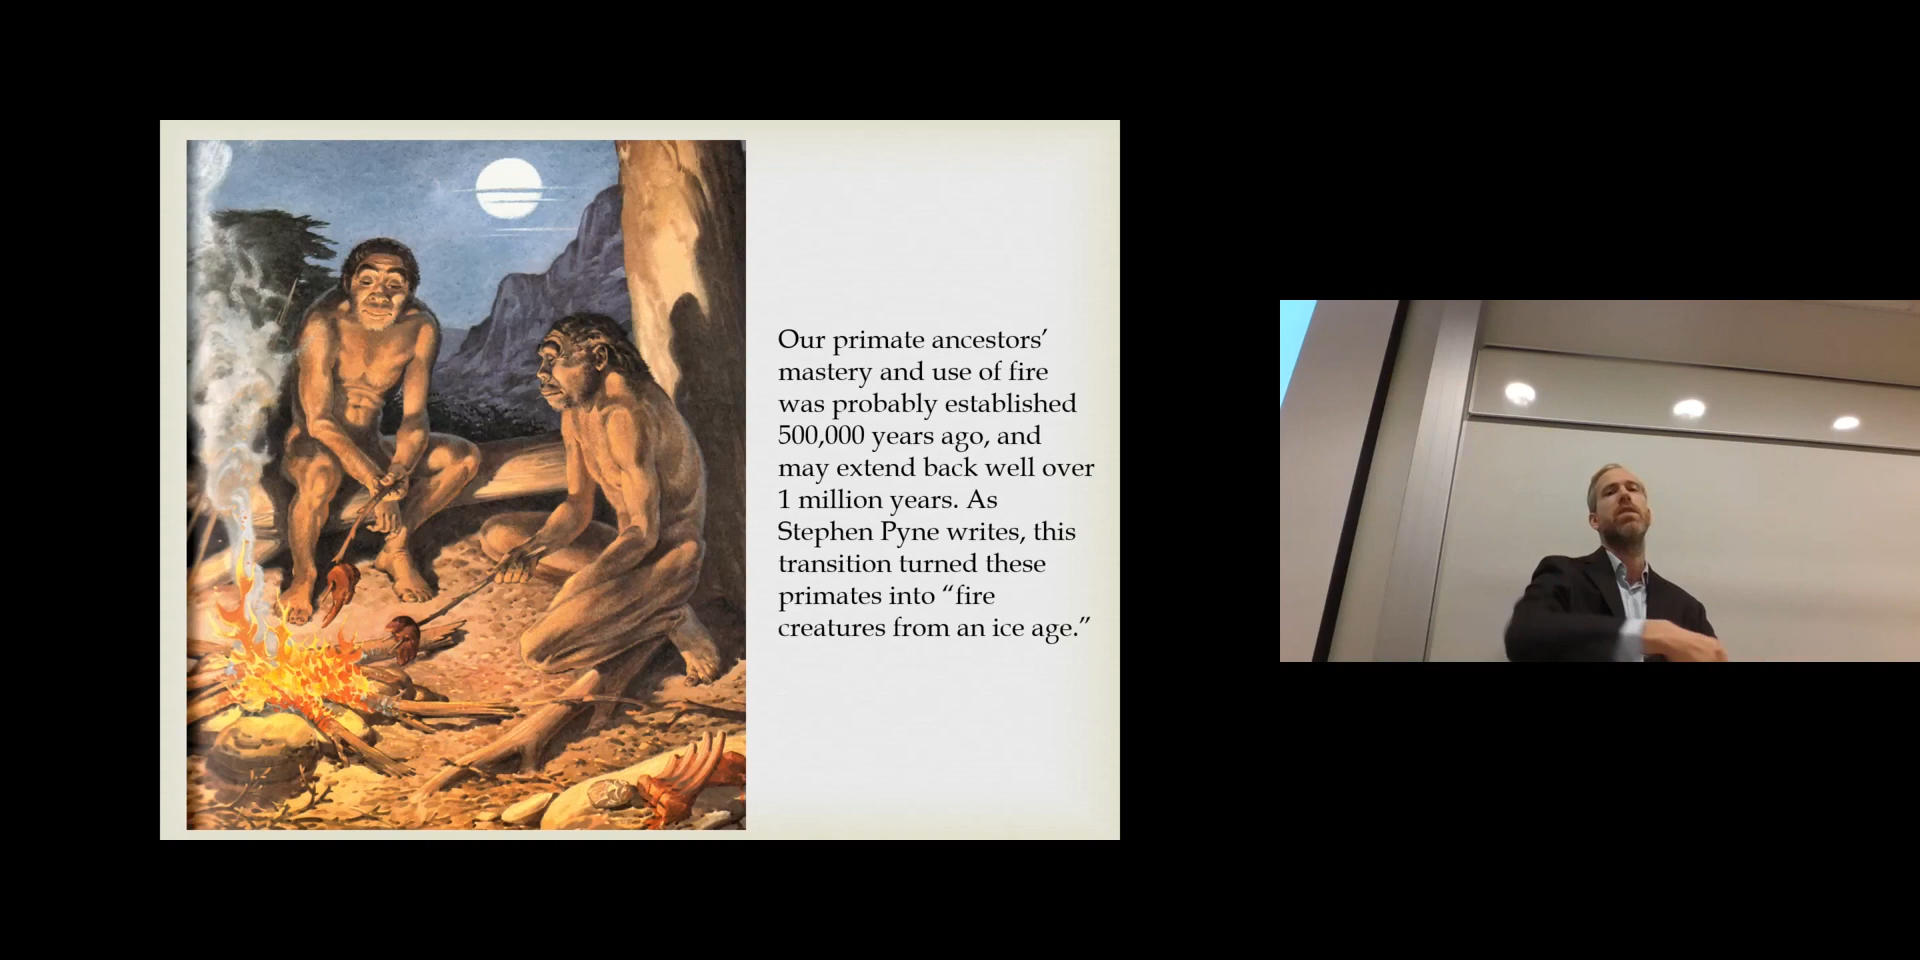 Our primate ancestors’
mastery and use of fire
was probably established
500,000 years ago, and
may extend back well over
1 million years. As
Stephen Pyne writes, this
transition turned these
primates into “fire
creatures from an ice age.”